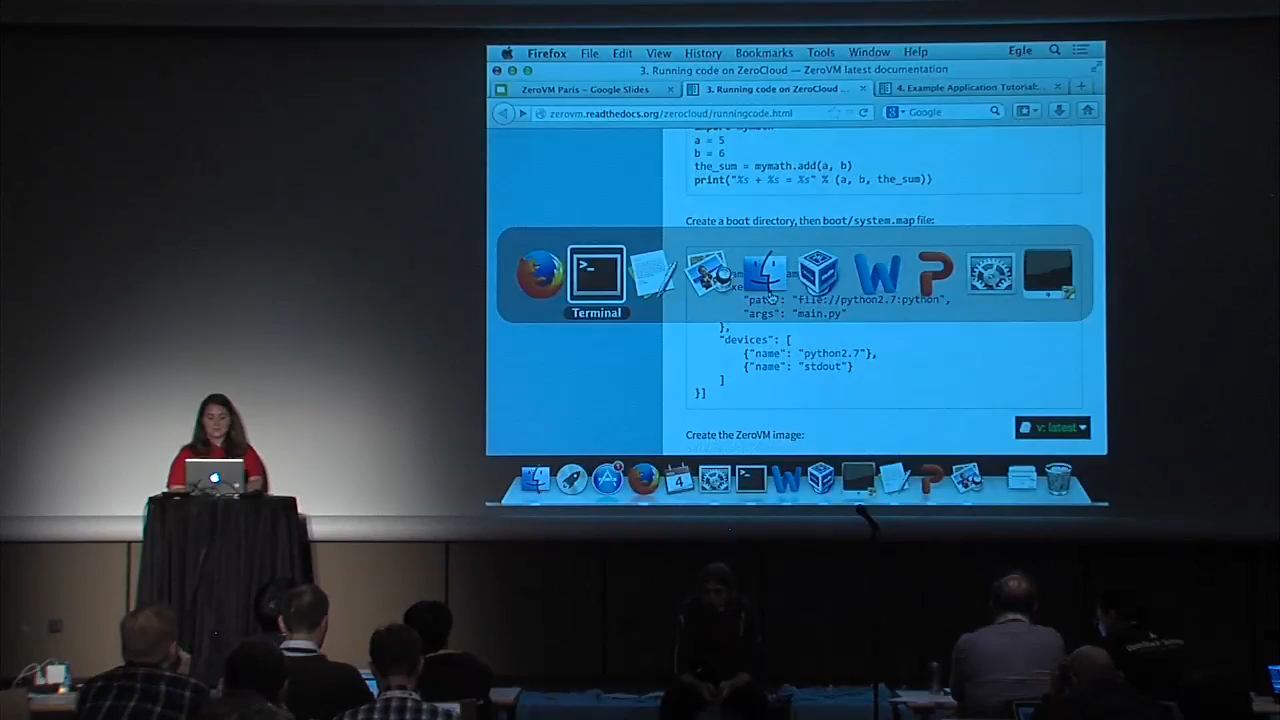 Firefox File Edit View History Bookmarks Tools Window Help Egle
3. Running code on ZeroCloud — ZeroVM latest documentation
ZeroVM Paris – Google Slides × 3. Running code on ZeroCloud ... × 4. Example Application Tutorial: ... × +
zerovm.readthedocs.org/zerocloud/runningcode.html Google
a = 5
b = 6
the_sum = mymath.add(a, b)
print("%s + %s = %s" % (a, b, the_sum))
Create a boot directory, then boot/system.map file:
>_
W P
Terminal
: "file://python2.7:python",
"args": "main.py"
},
"devices": [
{"name": "python2.7"},
{"name": "stdout"}
]
}]
v: latest
Create the ZeroVM image:
4